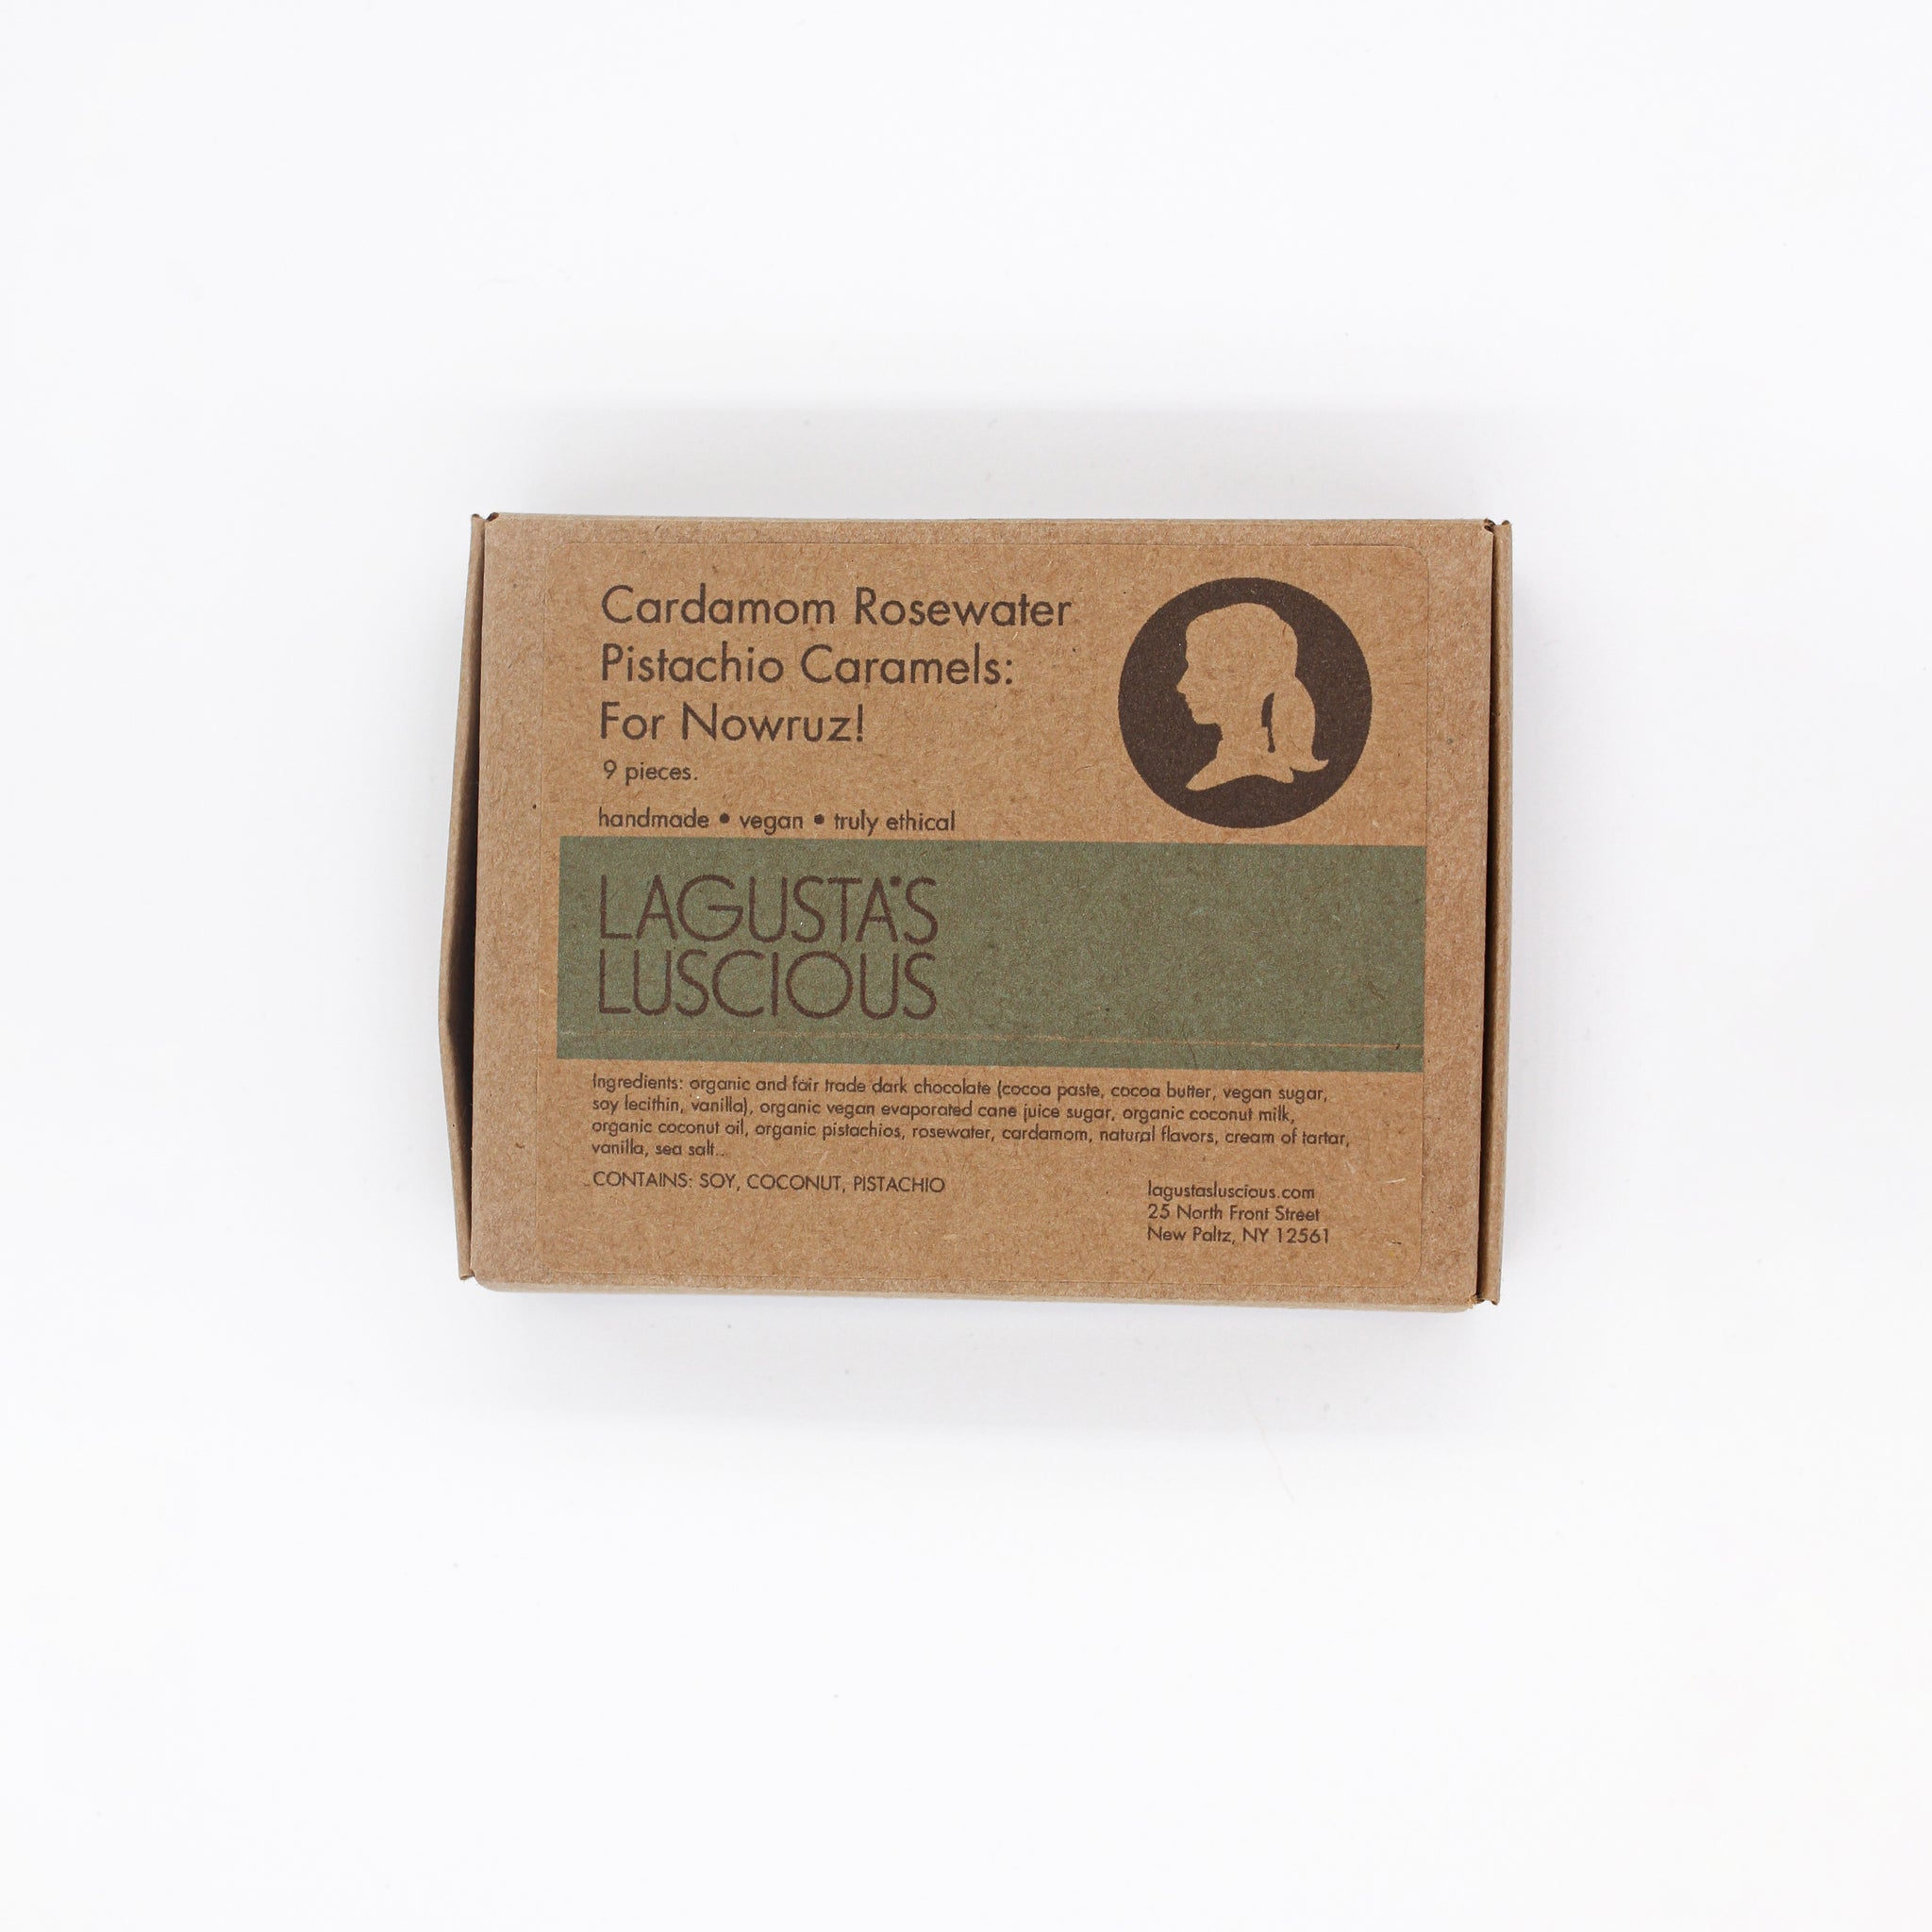 Cardamom Rosewater
Pistachio Caramels:
For Nowruz!
9 pieces.
handmade • vegan • truly ethical
LAGUSTA'S
LUSCIOUS
Ingredients: organic and fair trade dark chocolate (cocoa paste, cocoa butter, vegan sugar,
soy lecithin, vanilla), organic vegan evaporated cane juice sugar, organic coconut milk,
organic coconut oil, organic pistachios, rosewater, cardamom, natural flavors, cream of tartar,
vanilla, sea salt..
CONTAINS: SOY, COCONUT, PISTACHIO
lagustasluscious.com
25 North Front Street
New Paltz, NY 12561